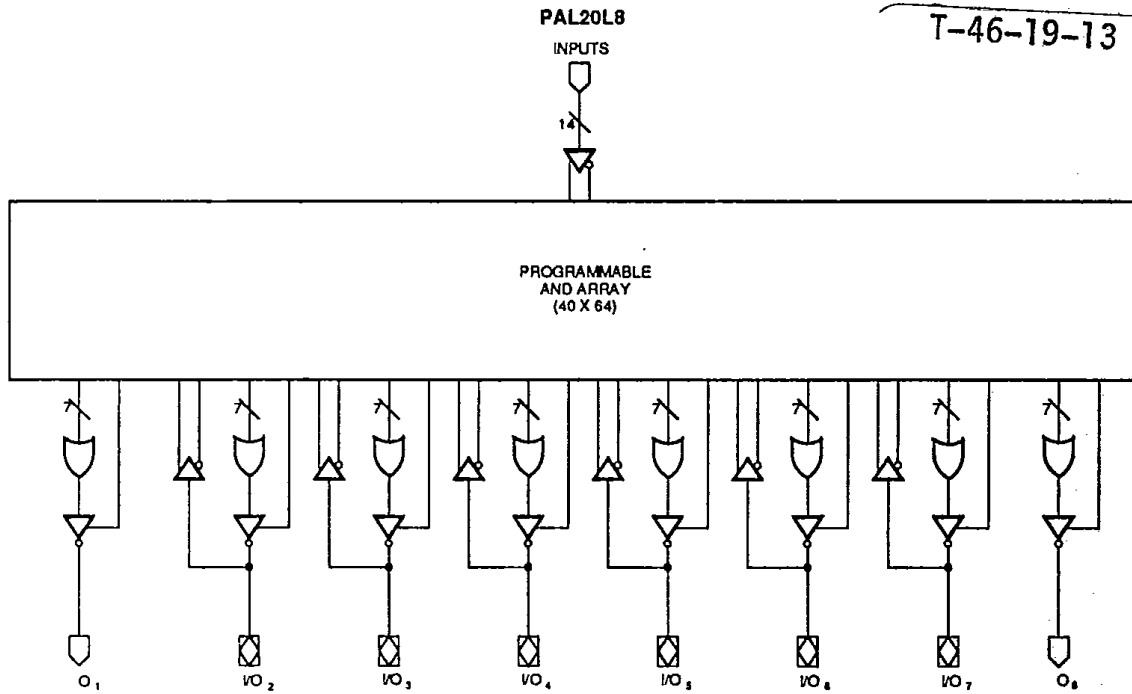 PAL20L8
T-46-19-13
INPUTS
14
PROGRAMMABLE
AND ARRAY
(40 X 64)
7 7 7 7 7 7 7 7
O1 I/O2 I/O3 I/O4 I/O5 I/O6 I/O7 O8